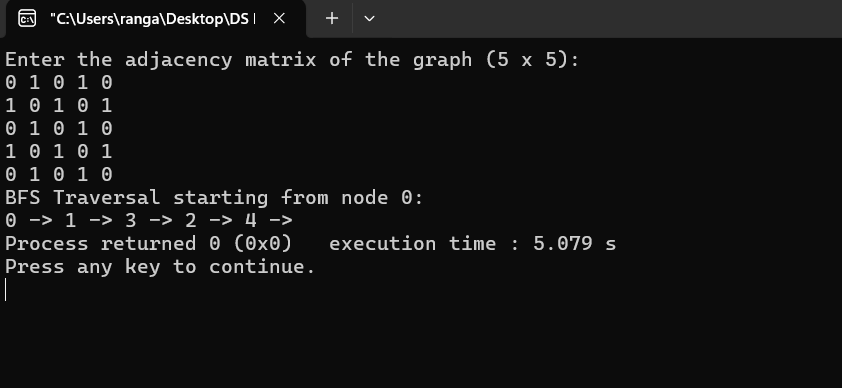 "C:\Users\ranga\Desktop\DS |
Enter the adjacency matrix of the graph (5 x 5):
0 1 0 1 0
1 0 1 0 1
0 1 0 1 0
1 0 1 0 1
0 1 0 1 0
BFS Traversal starting from node 0:
0 -> 1 -> 3 -> 2 -> 4 ->
Process returned 0 (0x0)   execution time : 5.079 s
Press any key to continue.